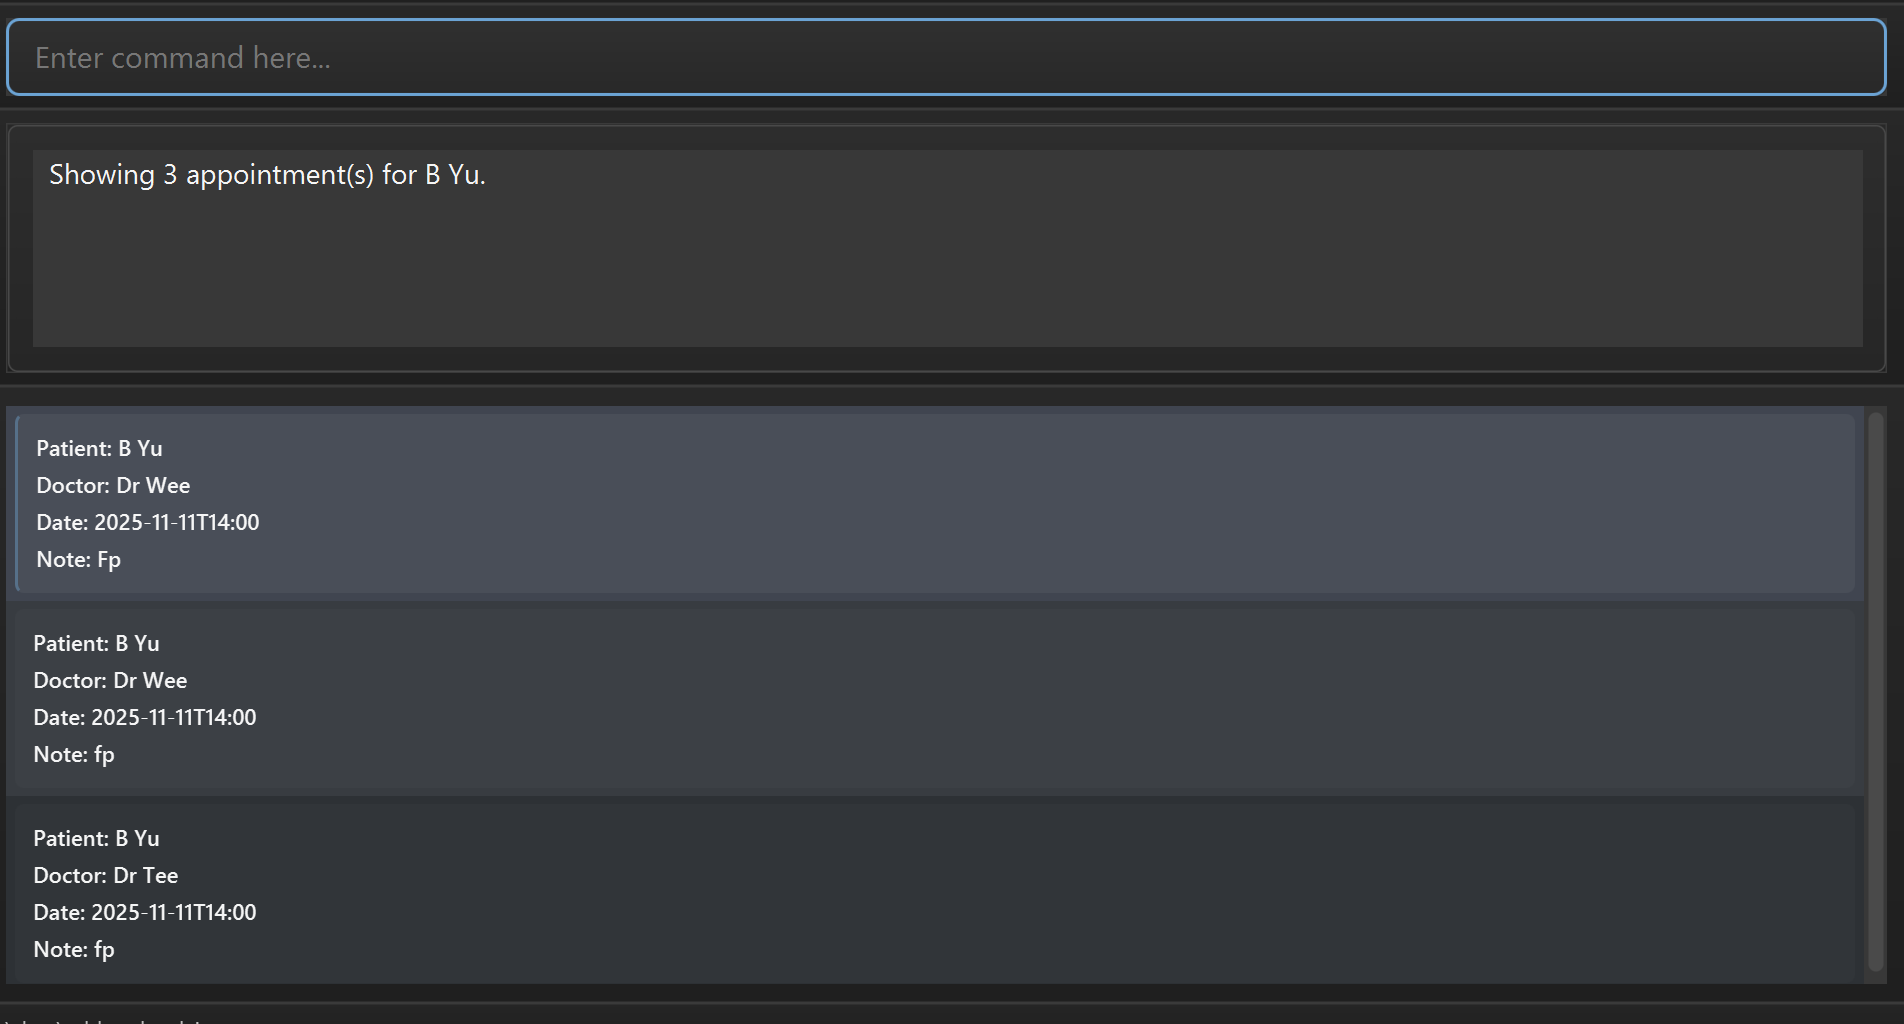 Enter command here...
Showing 3 appointment(s) for B Yu.
Patient: B Yu
Doctor: Dr Wee
Date: 2025-11-11T14:00
Note: Fp
Patient: B Yu
Doctor: Dr Wee
Date: 2025-11-11T14:00
Note: fp
Patient: B Yu
Doctor: Dr Tee
Date: 2025-11-11T14:00
Note: fp